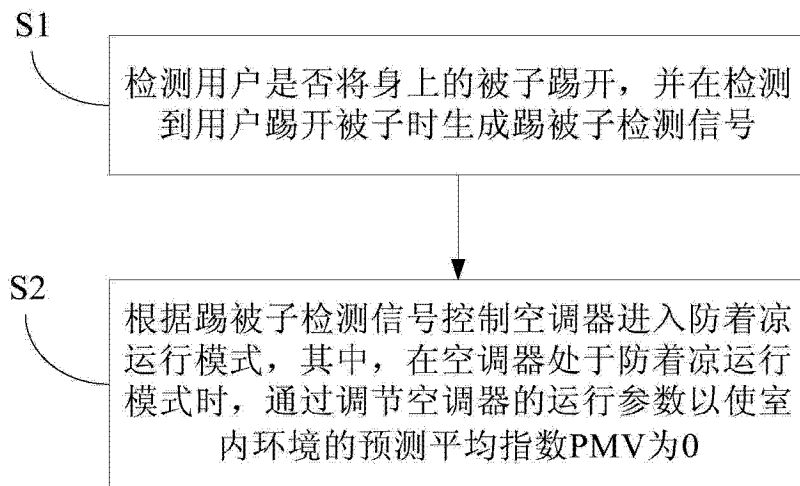 S1
检测用户是否将身上的被子踢开，并在检测
到用户踢开被子时生成踢被子检测信号
S2
根据踢被子检测信号控制空调器进入防着凉
运行模式，其中，在空调器处于防着凉运行
模式时，通过调节空调器的运行参数以使室
内环境的预测平均指数PMV为0